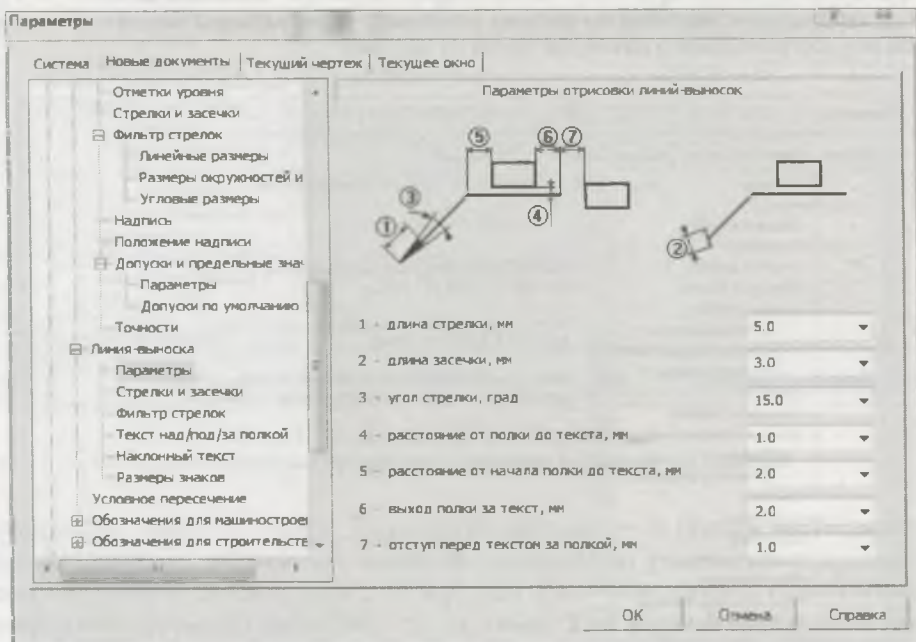 Параметры
Система Новые документы Текущий чертеж Текущее окно
Отметки уровня
Стрелки и засечки
Фильтр стрелок
Линейные размеры
Размеры окружностей и
Угловые размеры
Надпись
Положение надписи
Допуски и предельные знач
Параметры
Допуски по умолчанию
Точности
Линия-выноска
Параметры
Стрелки и засечки
Фильтр стрелок
Текст над/под/за полкой
Наклонный текст
Размеры знаков
Условное пересечение
Обозначения для машиностроен
Обозначения для строительств
Параметры отрисовки линий-выносок
5 6 7
3
1
4
2
1 - длина стрелки, мм 5.0
2 - длина засечки, мм 3.0
3 - угол стрелки, град 15.0
4 - расстояние от полки до текста, мм 1.0
5 - расстояние от начала полки до текста, мм 2.0
6 - выход полки за текст, мм 2.0
7 - отступ перед текстом за полкой, мм 1.0
OK Отмена Справка